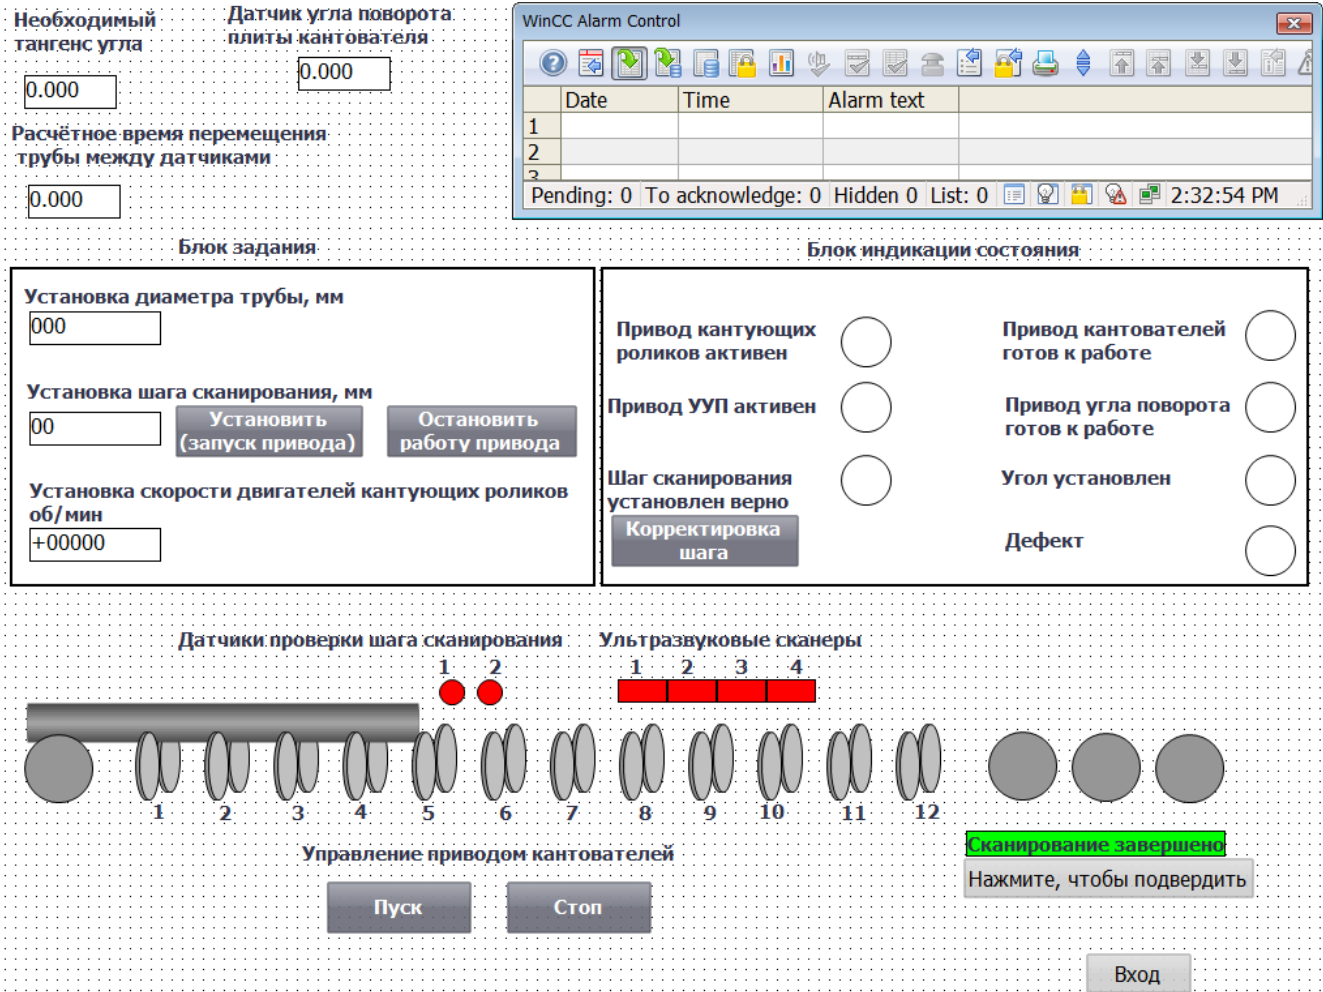 Необходимый
тангенс угла
0.000
Датчик угла поворота
плиты кантователя
0.000
Расчётное время перемещения
трубы между датчиками
0.000
WinCC Alarm Control
Date Time Alarm text
1
2
3
Pending: 0 To acknowledge: 0 Hidden 0 List: 0 2:32:54 PM
Блок задания
Установка диаметра трубы, мм
000
Установка шага сканирования, мм
00
Установить
(запуск привода)
Остановить
работу привода
Установка скорости двигателей кантующих роликов
об/мин
+00000
Блок индикации состояния
Привод кантующих
роликов активен
Привод кантователей
готов к работе
Привод УУП активен
Привод угла поворота
готов к работе
Шаг сканирования
установлен верно
Угол установлен
Корректировка
шага
Дефект
Датчики проверки шага сканирования
1 2
Ультразвуковые сканеры
1 2 3 4
1 2 3 4 5 6 7 8 9 10 11 12
Управление приводом кантователей
Пуск Стоп
Сканирование завершено
Нажмите, чтобы подвердить
Вход